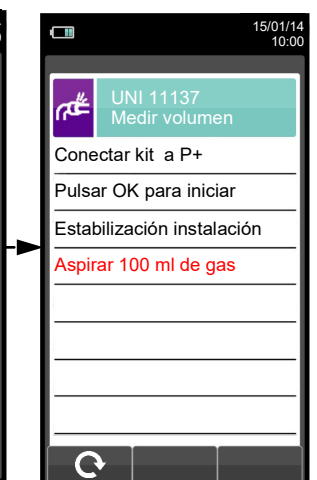 15/01/14
10:00
UNI 11137
Medir volumen
Conectar kit a P+
Pulsar OK para iniciar
Estabilización instalación
Aspirar 100 ml de gas